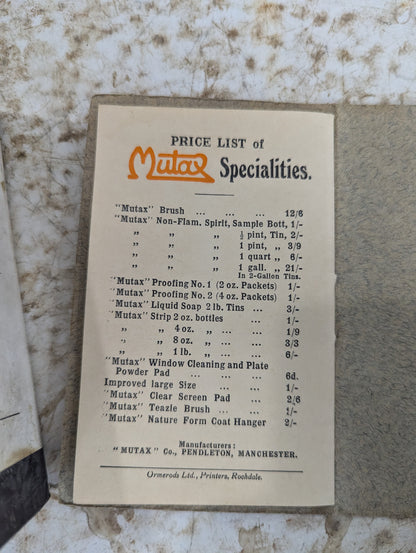 PRICE LIST of
Mutax Specialities.
"Mutax" Brush ... ... ... 12/6
"Mutax" Non-Flam. Spirit, Sample Bott, 1/-
„ „ „ ½ pint, Tin, 2/-
„ „ „ 1 pint, „ 3/9
„ „ „ 1 quart „ 6/-
„ „ „ 1 gall. „ 21/-
In 2-Gallon Tins.
"Mutax" Proofing No. 1 (2 oz. Packets) 1/-
"Mutax" Proofing No. 2 (4 oz. Packets) 1/-
"Mutax" Liquid Soap 2 lb. Tins ... 3/-
"Mutax" Strip 2 oz. bottles ... 1/-
„ „ 4 oz. „ ... ... 1/9
„ „ 8 oz. „ ... ... 3/3
„ „ 1 lb. „ ... ... 6/-
"Mutax" Window Cleaning and Plate
Powder Pad ... ... ... 6d.
Improved large Size ... ... 1/-
"Mutax" Clear Screen Pad ... ... 2/6
"Mutax" Teazle Brush ... ... 1/-
"Mutax" Nature Form Coat Hanger 2/-
Manufacturers:
"MUTAX" Co., PENDLETON, MANCHESTER.
Ormerods Ltd., Printers, Rochdale.